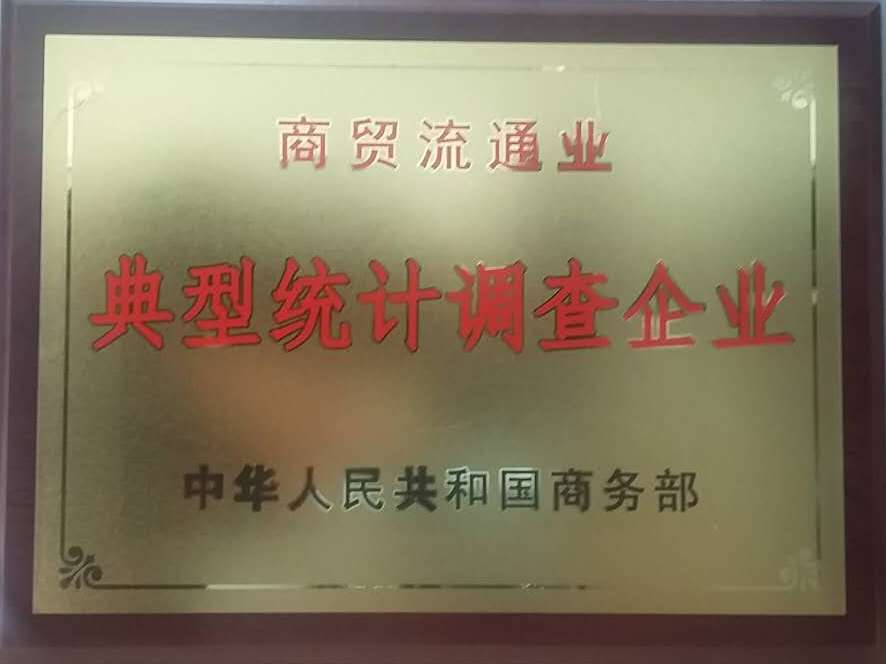 商贸流通业
典型统计调查企业
中华人民共和国商务部